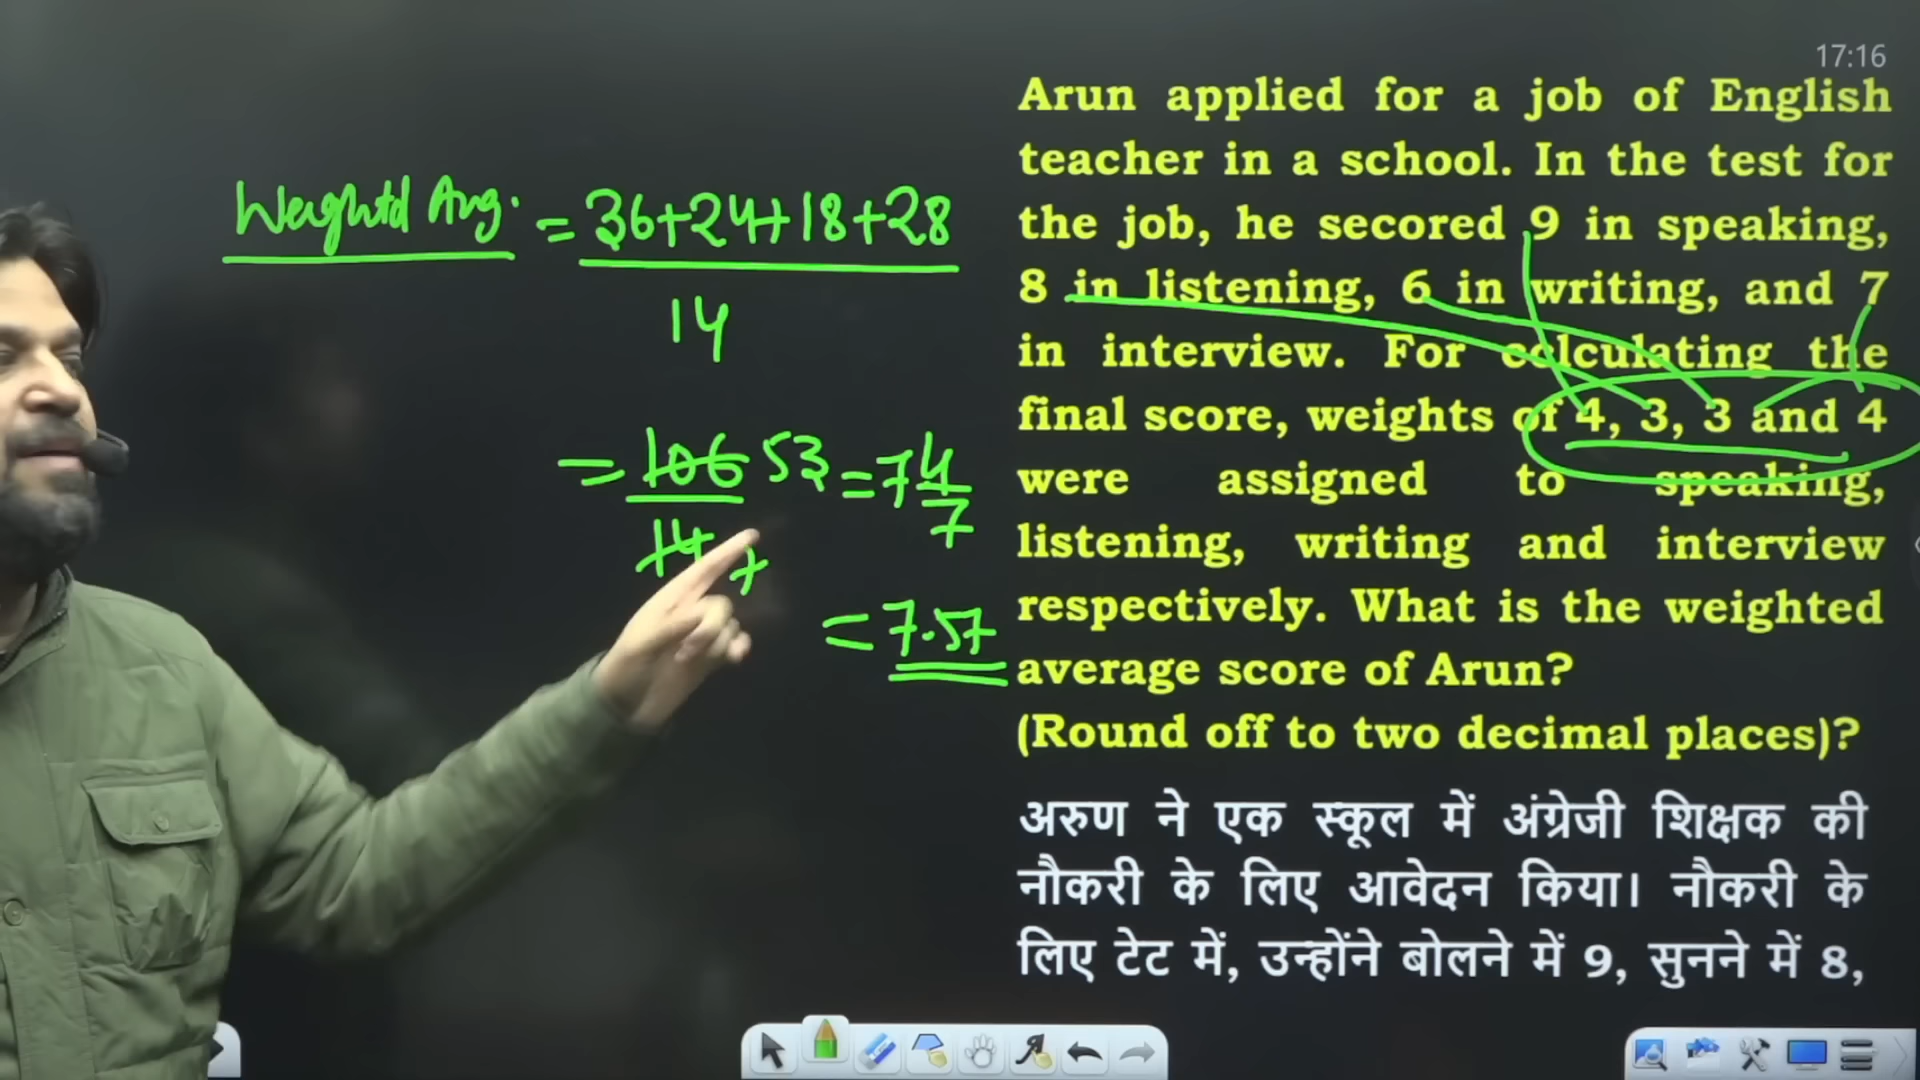 17:16
Arun applied for a job of English
teacher in a school. In the test for
the job, he secored 9 in speaking,
8 in listening, 6 in writing, and 7
in interview. For calculating the
final score, weights of 4, 3, 3 and 4
were assigned to speaking,
listening, writing and interview
respectively. What is the weighted
average score of Arun?
(Round off to two decimal places)?
अरुण ने एक स्कूल में अंग्रेजी शिक्षक की
नौकरी के लिए आवेदन किया। नौकरी के
लिए टेट में, उन्होंने बोलने में 9, सुनने में 8,
Weightd Avg. = 36+24+18+28
14
= 106 53 = 7 4
14 7 7
= 7.57